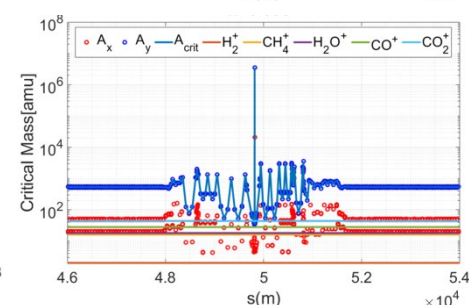 10^8
A_x A_y A_crit H_2^+ CH_4^+ H_2O^+ CO^+ CO_2^+
10^6
10^4
10^2
Critical Mass[amu]
4.6 4.8 5 5.2 5.4
s(m) ×10^4